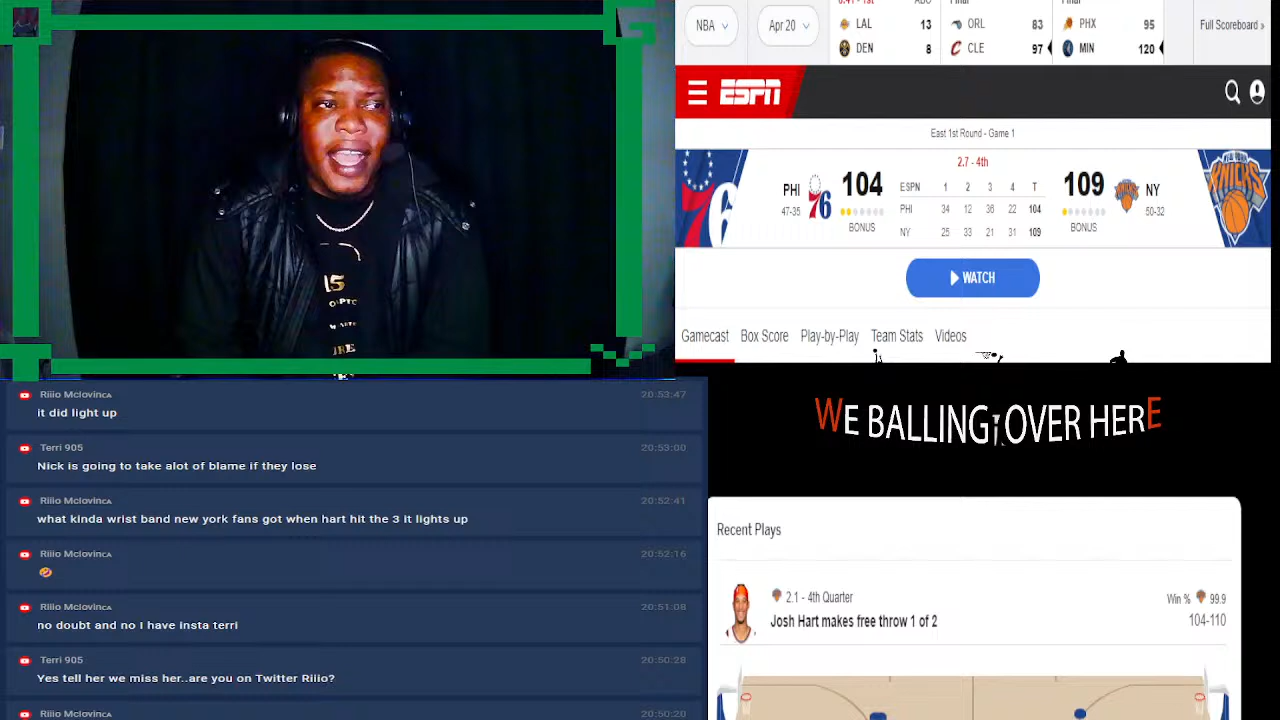 15
NBA
Apr 20
LAL 13
DEN 8
Final
ORL 83
CLE 97
Final
PHX 95
MIN 120
Full Scoreboard »
ESPN
East 1st Round - Game 1
76
PHI
47-35
76
104
BONUS
2.7 - 4th
ESPN 1 2 3 4 T
PHI 34 12 36 22 104
NY 25 33 21 31 109
109
BONUS
NY
50-32
KNICKS
WATCH
Gamecast Box Score Play-by-Play Team Stats Videos
Riiio Mclovinca 20:53:47
it did light up
Terri 905 20:53:00
Nick is going to take alot of blame if they lose
Riiio Mclovinca 20:52:41
what kinda wrist band new york fans got when hart hit the 3 it lights up
Riiio Mclovinca 20:52:16
🤣
Riiio Mclovinca 20:51:08
no doubt and no I have insta terri
Terri 905 20:50:28
Yes tell her we miss her..are you on Twitter Riiio?
Riiio Mclovinca 20:50:20
WE BALLING OVER HERE
Recent Plays
2.1 - 4th Quarter
Josh Hart makes free throw 1 of 2
Win % 99.9
104-110